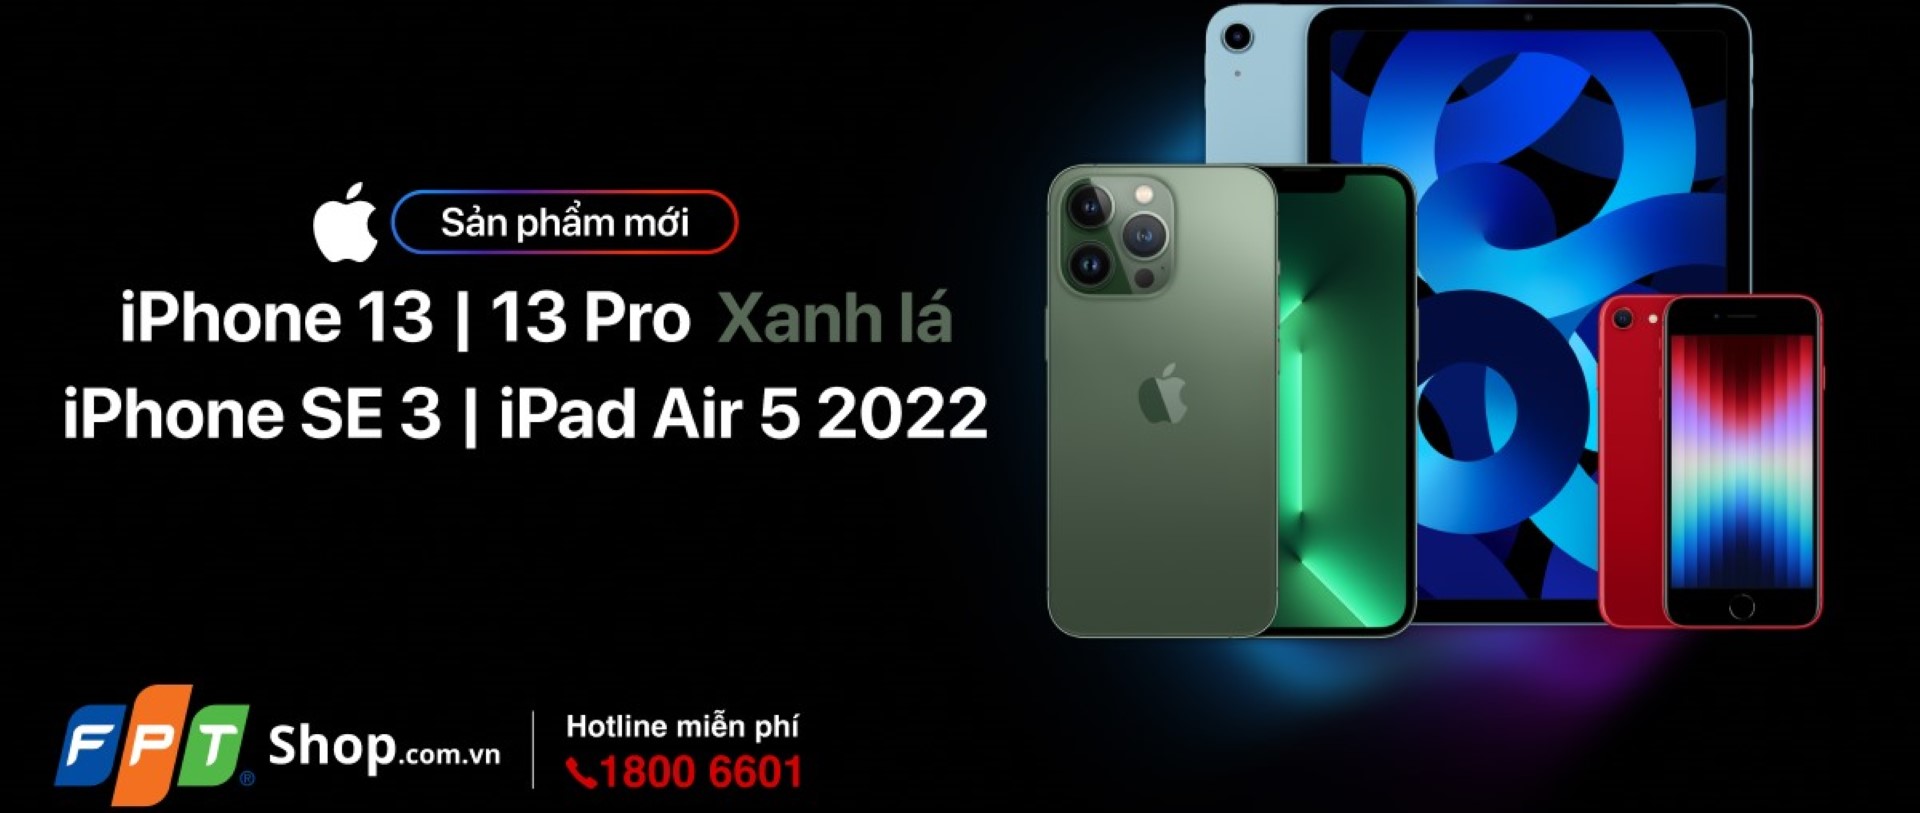 Sản phẩm mới
iPhone 13 | 13 Pro Xanh lá
iPhone SE 3 | iPad Air 5 2022
FPT® Shop.com.vn
Hotline miễn phí
1800 6601